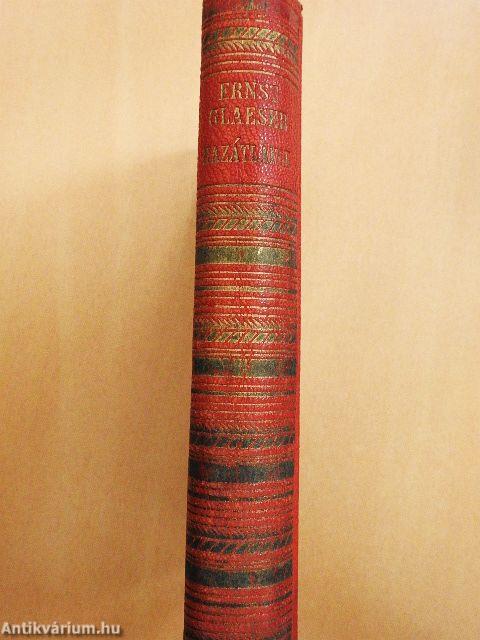 ERNST
GLAESER
HAZÁTLANOK
Antikvárium.hu